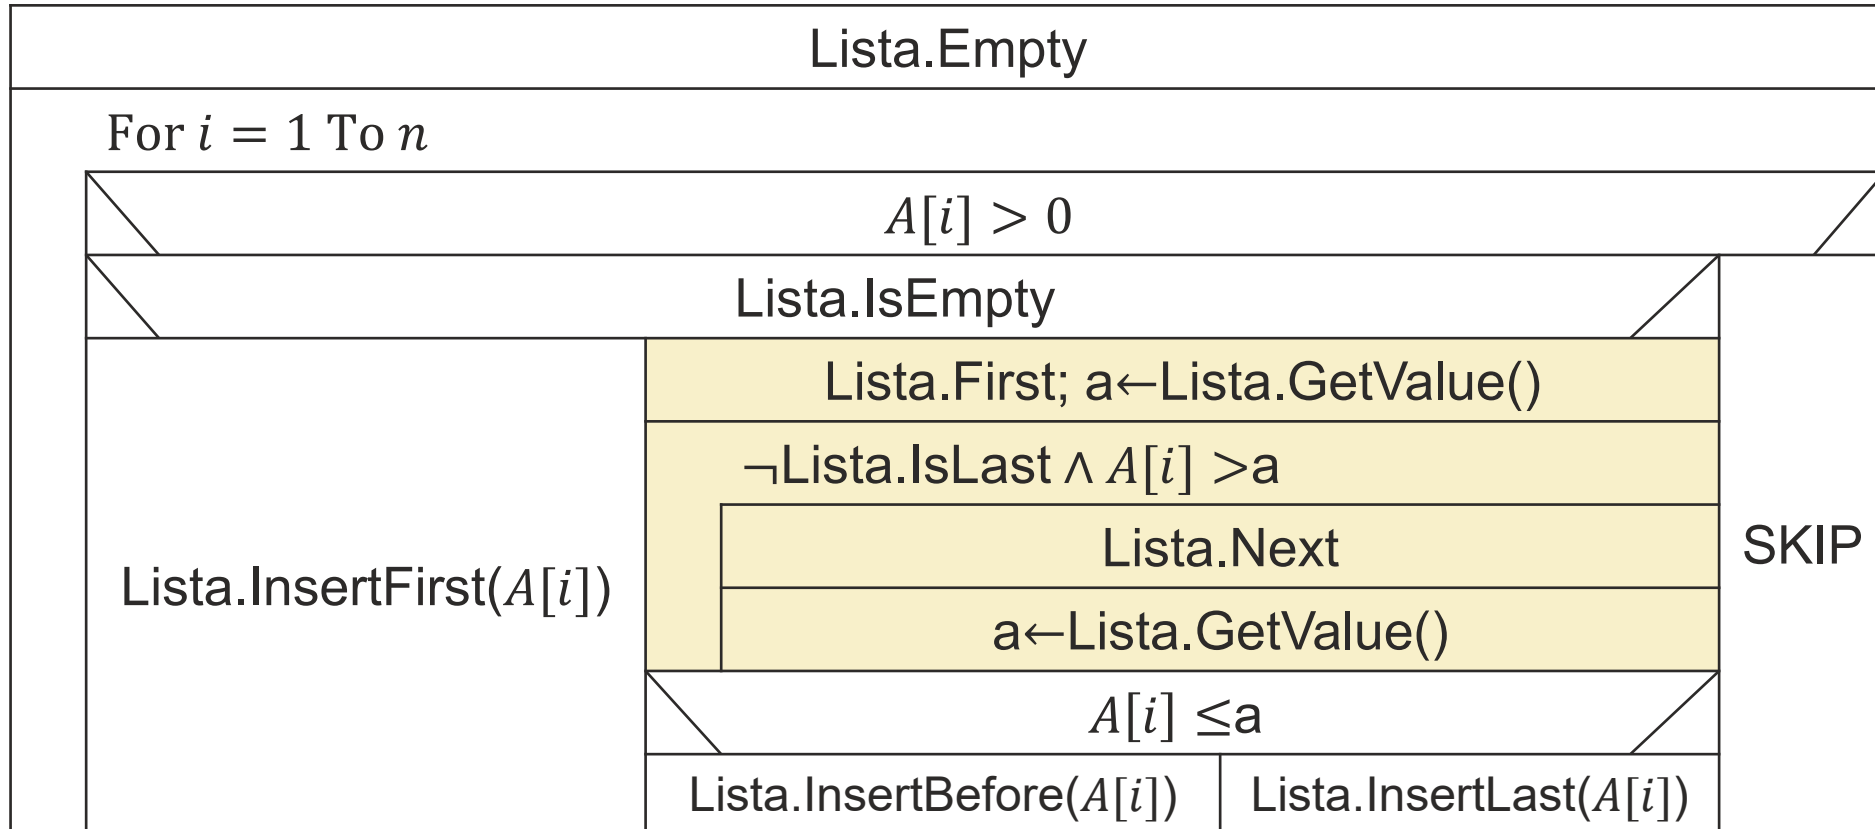 Lista.Empty
For i = 1 To n
A[i] > 0
Lista.IsEmpty
Lista.First; a←Lista.GetValue()
¬Lista.IsLast ∧ A[i] >a
Lista.Next
SKIP
Lista.InsertFirst(A[i])
a←Lista.GetValue()
A[i] ≤a
Lista.InsertBefore(A[i])
Lista.InsertLast(A[i])